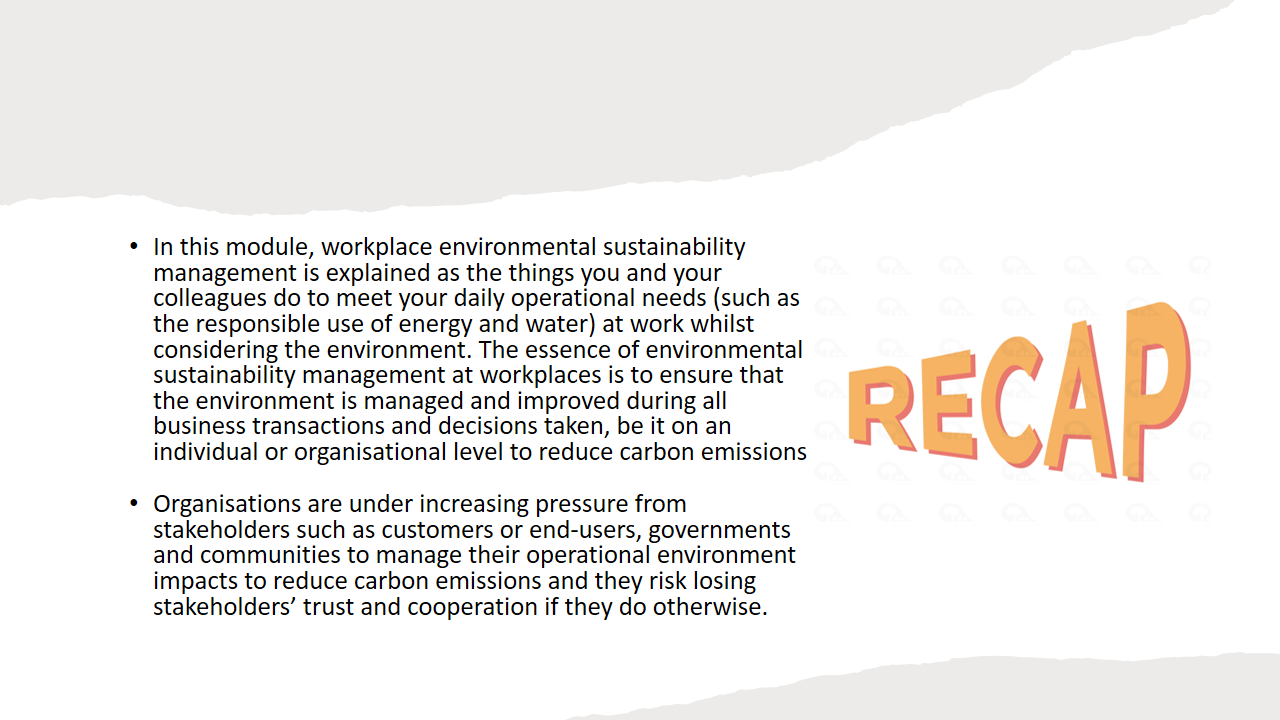 • In this module, workplace environmental sustainability
management is explained as the things you and your
colleagues do to meet your daily operational needs (such as
the responsible use of energy and water) at work whilst
considering the environment. The essence of environmental
sustainability management at workplaces is to ensure that
the environment is managed and improved during all
business transactions and decisions taken, be it on an
individual or organisational level to reduce carbon emissions
• Organisations are under increasing pressure from
stakeholders such as customers or end-users, governments
and communities to manage their operational environment
impacts to reduce carbon emissions and they risk losing
stakeholders’ trust and cooperation if they do otherwise.
RECAP